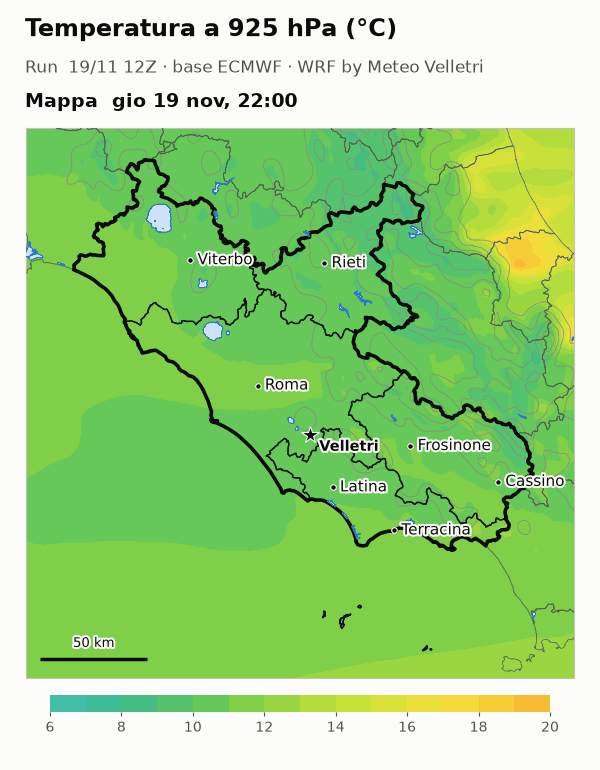 Temperatura a 925 hPa (°C)
Run  19/11 12Z · base ECMWF · WRF by Meteo Velletri
Mappa  gio 19 nov, 22:00
Viterbo
Rieti
Roma
Velletri
Frosinone
Cassino
Latina
Terracina
50 km
6 8 10 12 14 16 18 20